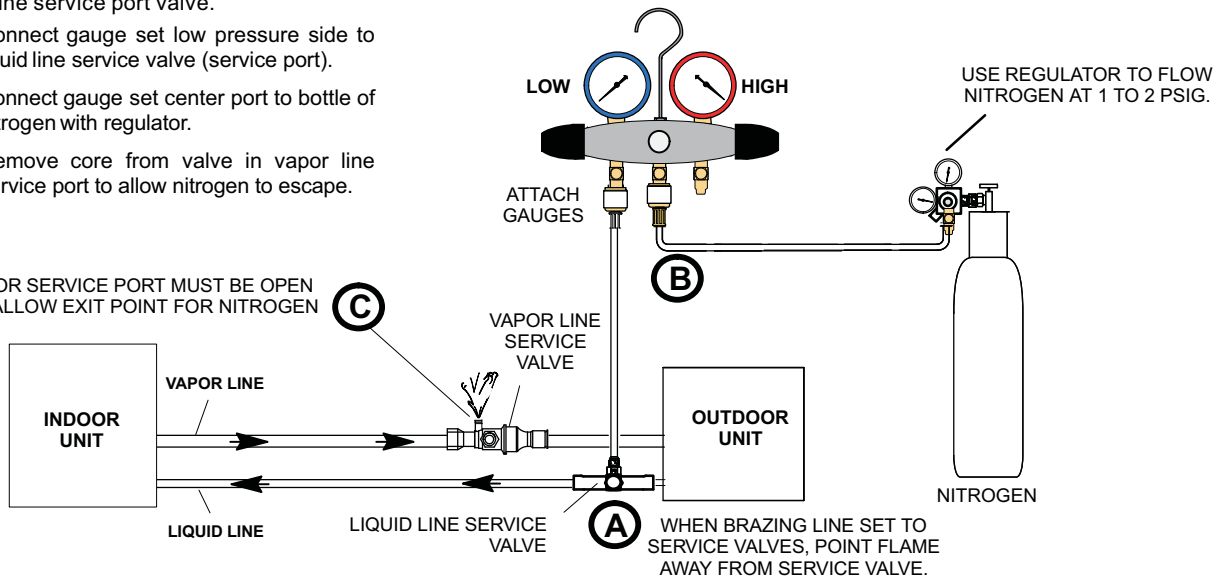 ne service port valve.
onnect gauge set low pressure side to
uid line service valve (service port).
onnect gauge set center port to bottle of
trogen with regulator.
emove core from valve in vapor line
rvice port to allow nitrogen to escape.
LOW
HIGH
USE REGULATOR TO FLOW
NITROGEN AT 1 TO 2 PSIG.
ATTACH
GAUGES
B
OR SERVICE PORT MUST BE OPEN
ALLOW EXIT POINT FOR NITROGEN
C
VAPOR LINE
SERVICE
VALVE
VAPOR LINE
INDOOR
UNIT
OUTDOOR
UNIT
NITROGEN
LIQUID LINE
LIQUID LINE SERVICE
VALVE
A
WHEN BRAZING LINE SET TO
SERVICE VALVES, POINT FLAME
AWAY FROM SERVICE VALVE.